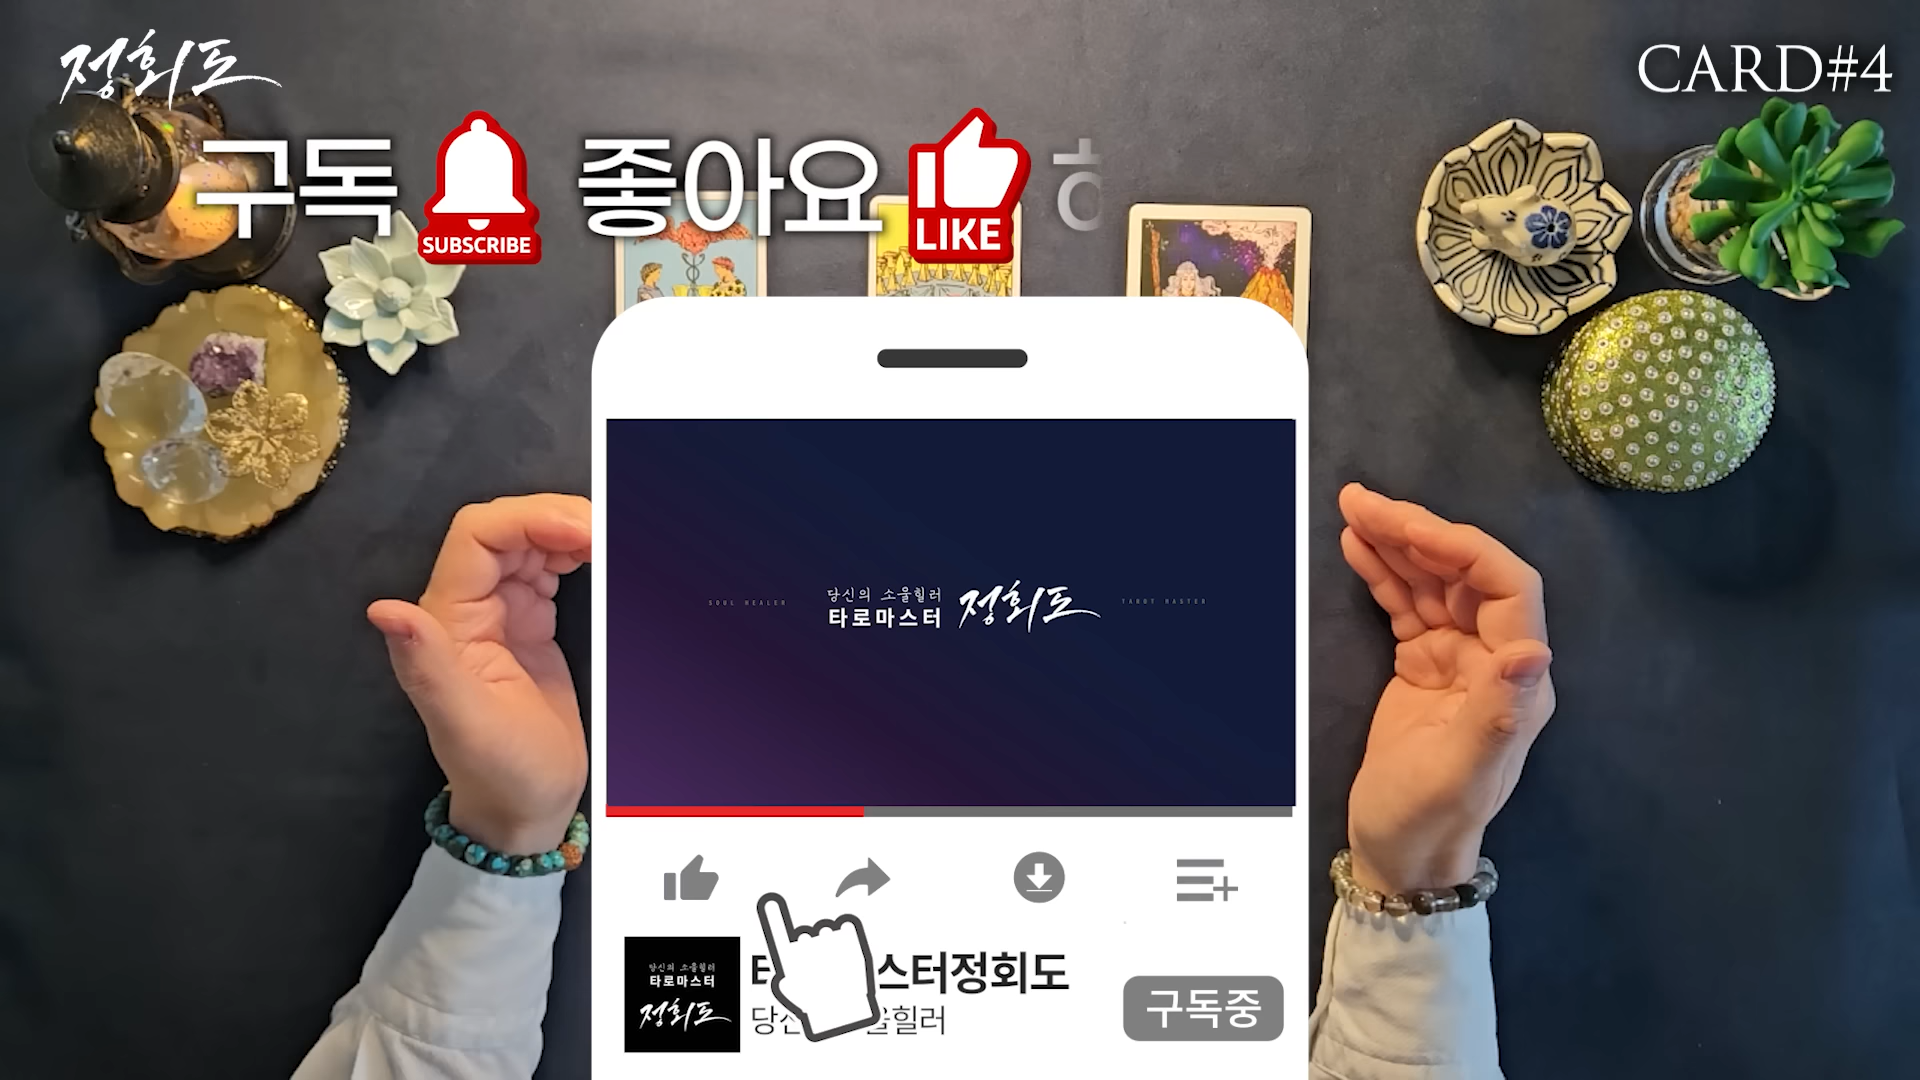 정회도
CARD#4
구독 SUBSCRIBE 좋아요 LIKE
SOUL HEALER
당신의 소울힐러
타로마스터 정회도
TAROT MASTER
당신의 소울힐러
타로마스터
정회도
스터정회도
힐러
구독중